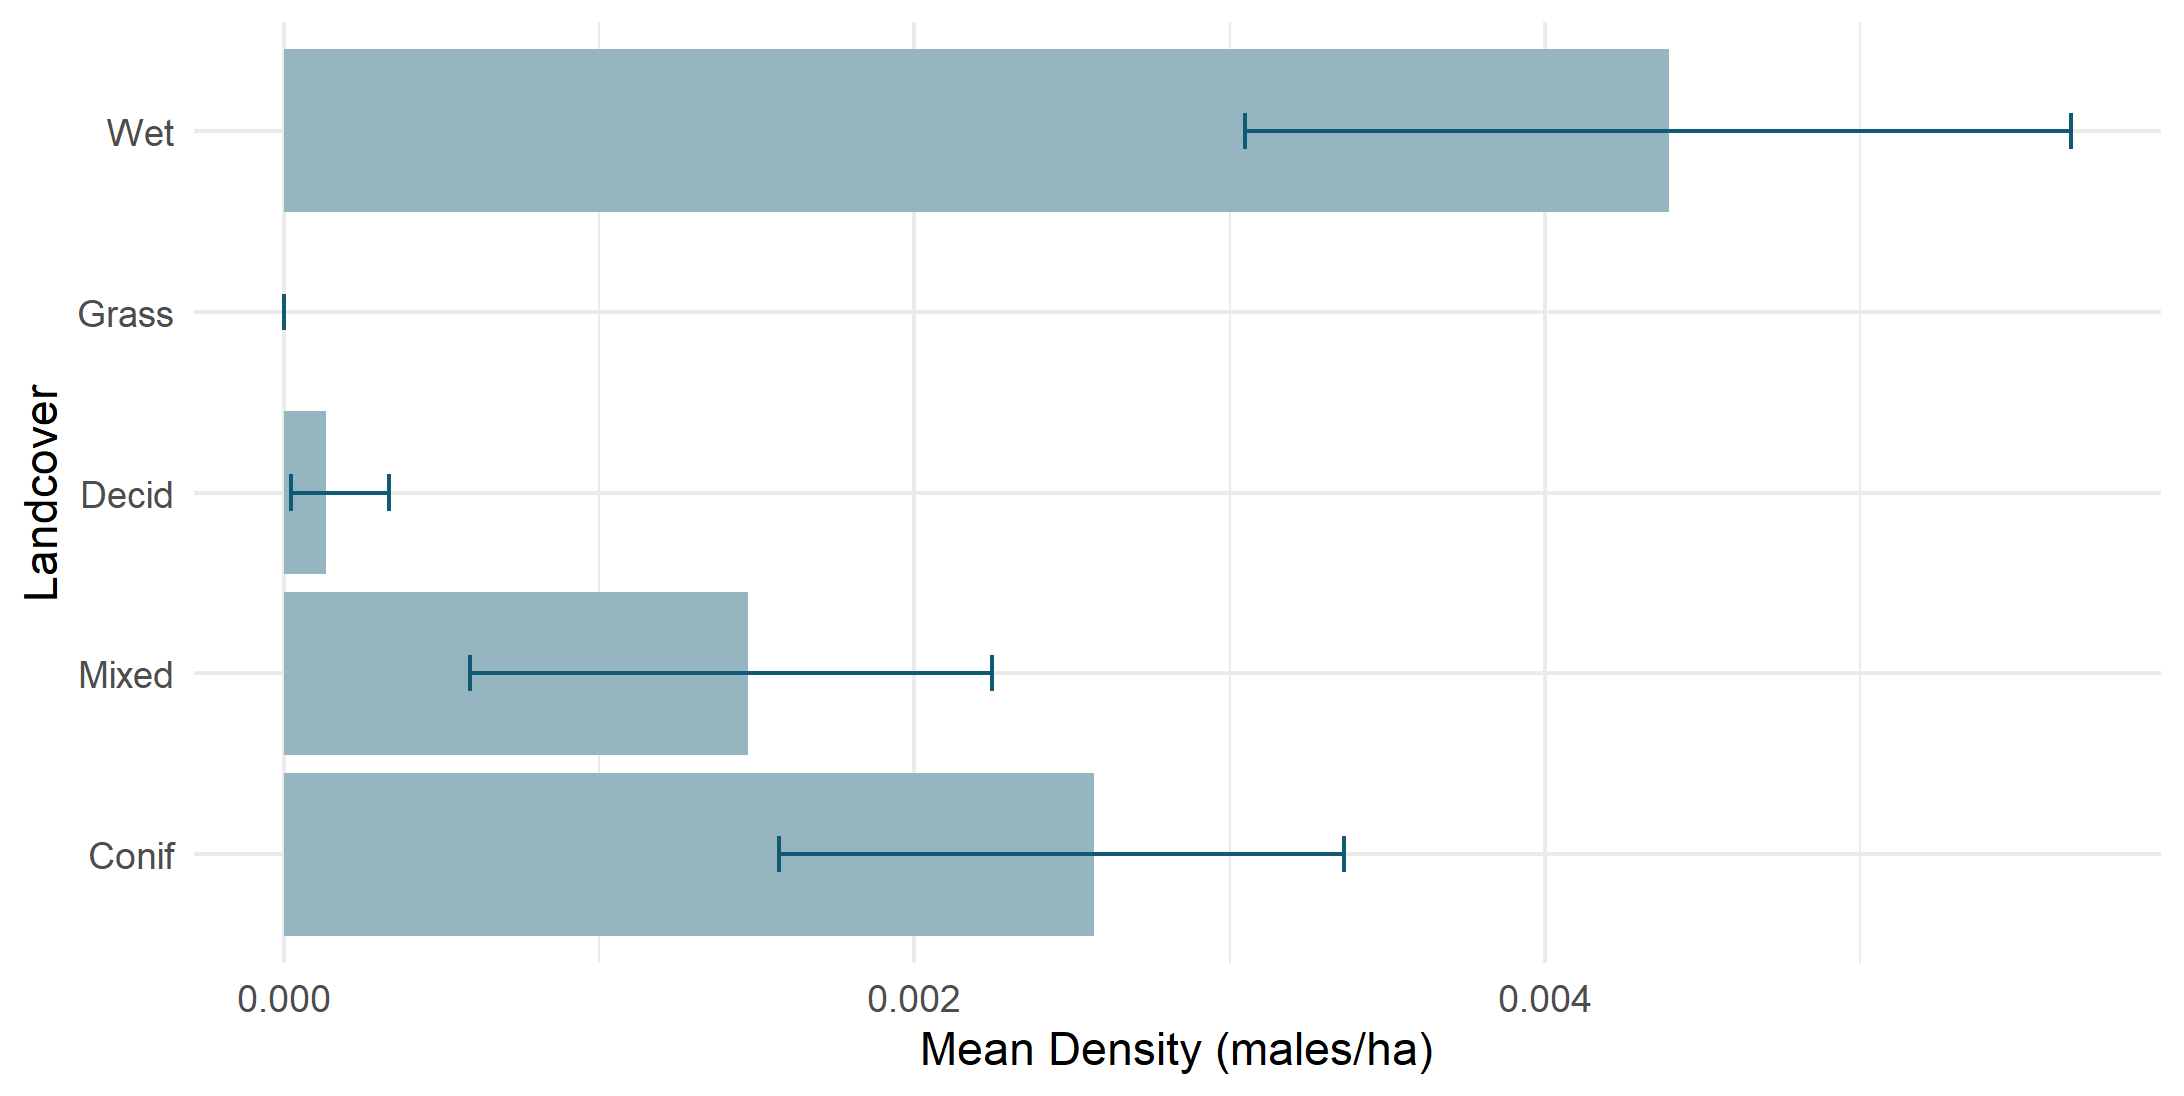 Wet
Grass
Decid
Mixed
Conif
Landcover
0.000
0.002
0.004
Mean Density (males/ha)